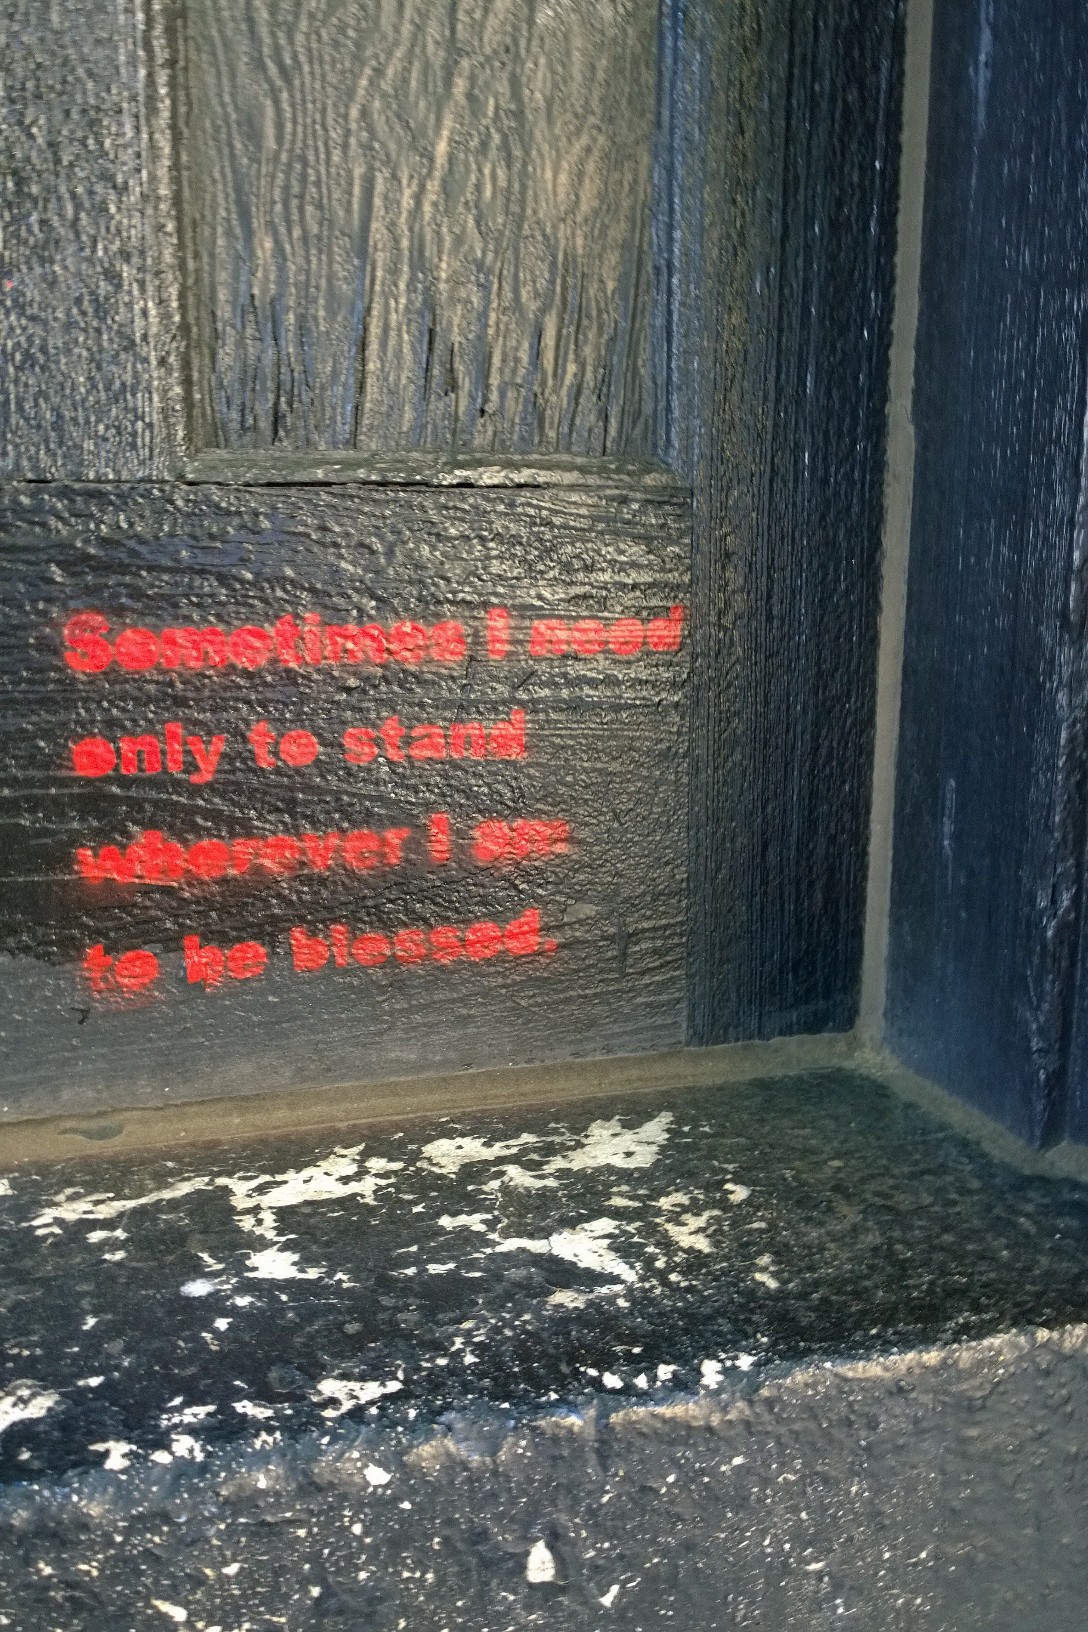 Sometimes I need
only to stand
wherever I am
to be blessed.